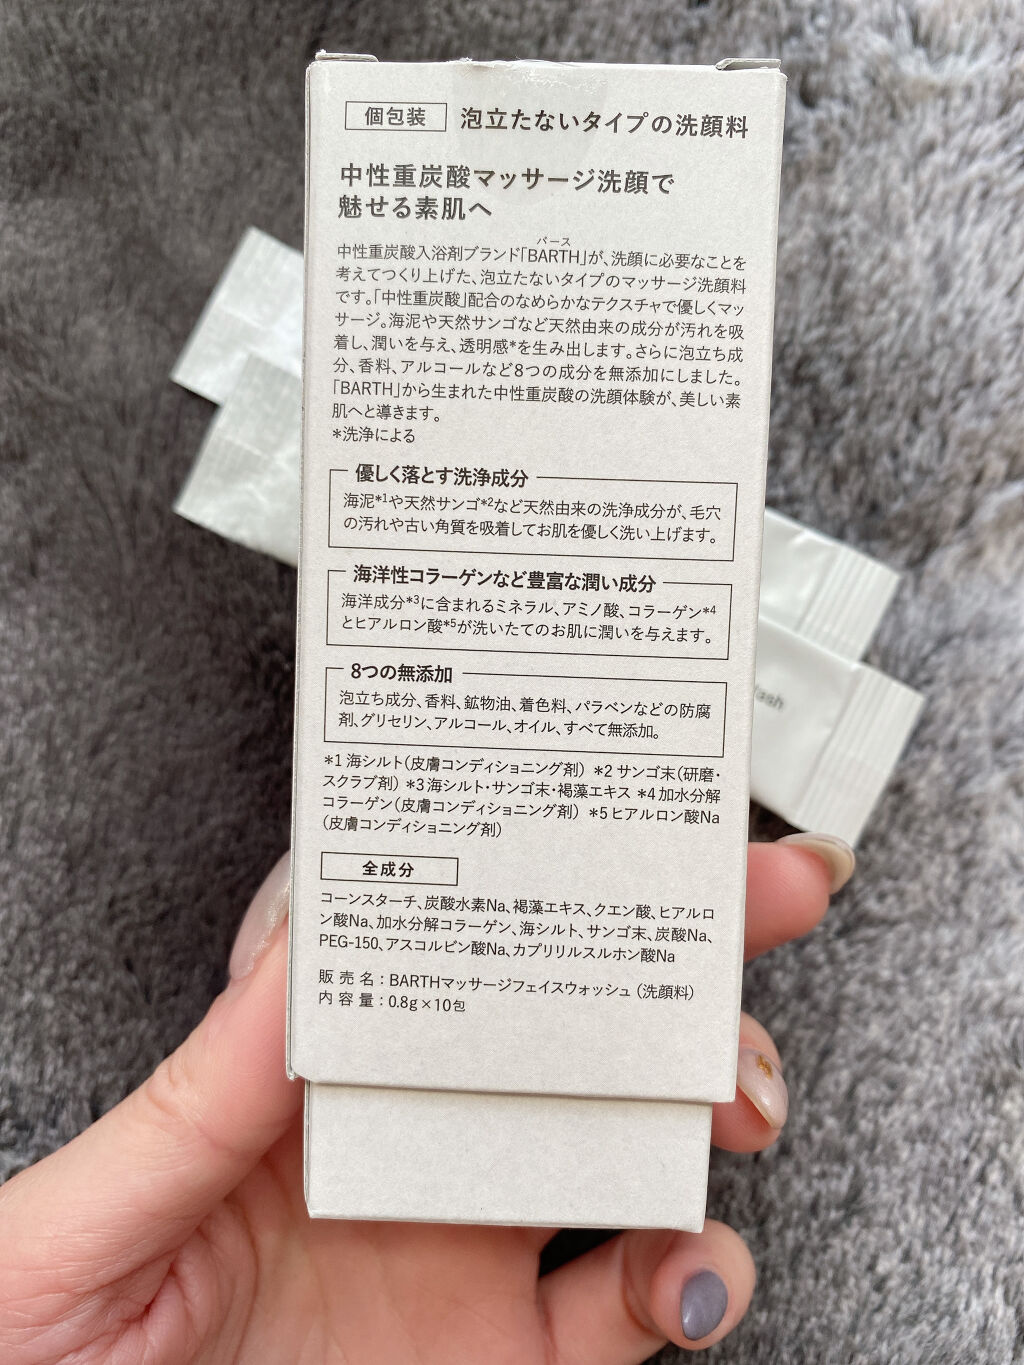 個包装 泡立たないタイプの洗顔料
中性重炭酸マッサージ洗顔で
魅せる素肌へ
バース
中性重炭酸入浴剤ブランド「BARTH」が、洗顔に必要なことを
考えてつくり上げた、泡立たないタイプのマッサージ洗顔料
です。「中性重炭酸」配合のなめらかなテクスチャで優しくマッ
サージ。海泥や天然サンゴなど天然由来の成分が汚れを吸
着し、潤いを与え、透明感*を生み出します。さらに泡立ち成
分、香料、アルコールなど8つの成分を無添加にしました。
「BARTH」から生まれた中性重炭酸の洗顔体験が、美しい素
肌へと導きます。
*洗浄による
優しく落とす洗浄成分
海泥*1や天然サンゴ*2など天然由来の洗浄成分が、毛穴
の汚れや古い角質を吸着してお肌を優しく洗い上げます。
海洋性コラーゲンなど豊富な潤い成分
海洋成分*3に含まれるミネラル、アミノ酸、コラーゲン*4
とヒアルロン酸*5が洗いたてのお肌に潤いを与えます。
8つの無添加
泡立ち成分、香料、鉱物油、着色料、パラベンなどの防腐
剤、グリセリン、アルコール、オイル、すべて無添加。
*1 海シルト(皮膚コンディショニング剤) *2 サンゴ末(研磨・
スクラブ剤) *3 海シルト・サンゴ末・褐藻エキス *4 加水分解
コラーゲン(皮膚コンディショニング剤) *5 ヒアルロン酸Na
(皮膚コンディショニング剤)
全成分
コーンスターチ、炭酸水素Na、褐藻エキス、クエン酸、ヒアルロ
ン酸Na、加水分解コラーゲン、海シルト、サンゴ末、炭酸Na、
PEG-150、アスコルビン酸Na、カプリリルスルホン酸Na
販売名：BARTHマッサージフェイスウォッシュ(洗顔料)
内容量：0.8g×10包